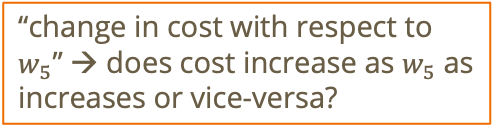 “change in cost with respect to
w₅” → does cost increase as w₅ as
increases or vice-versa?